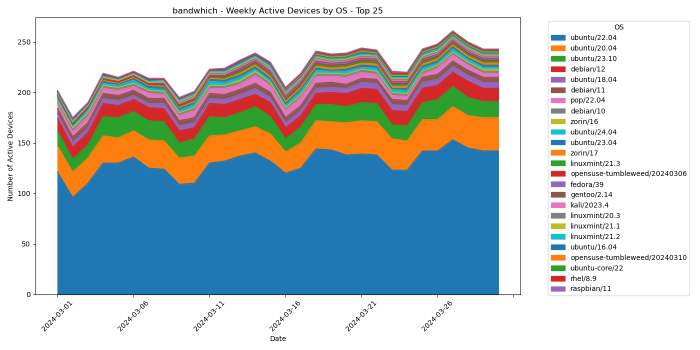 bandwhich - Weekly Active Devices by OS - Top 25
Number of Active Devices
250
200
150
100
50
0
2024-03-01
2024-03-06
2024-03-11
2024-03-16
2024-03-21
2024-03-26
Date
OS
ubuntu/22.04
ubuntu/20.04
ubuntu/23.10
debian/12
ubuntu/18.04
debian/11
pop/22.04
debian/10
zorin/16
ubuntu/24.04
ubuntu/23.04
zorin/17
linuxmint/21.3
opensuse-tumbleweed/20240306
fedora/39
gentoo/2.14
kali/2023.4
linuxmint/20.3
linuxmint/21.1
linuxmint/21.2
ubuntu/16.04
opensuse-tumbleweed/20240310
ubuntu-core/22
rhel/8.9
raspbian/11